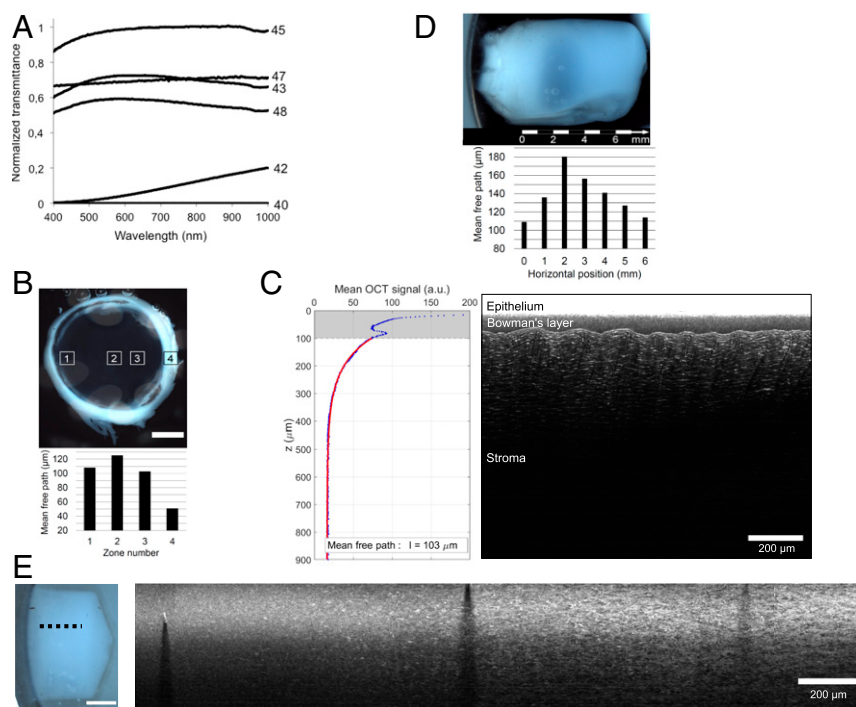 A
Normalized transmittance
1
0,8
0,6
0,4
0,2
0
400 500 600 700 800 900 1000
Wavelength (nm)
45
47
43
48
42
40
D
0 2 4 6 mm
Mean free path (µm)
180
160
140
120
100
80
0 1 2 3 4 5 6
Horizontal position (mm)
B
1 2 3 4
Mean free path (µm)
120
100
80
60
40
20
1 2 3 4
Zone number
C
Mean OCT signal (a.u.)
0 50 100 150 200
z (µm)
0
100
200
300
400
500
600
700
800
900
Mean free path : l = 103 µm
Epithelium
Bowman's layer
Stroma
200 µm
E
200 µm